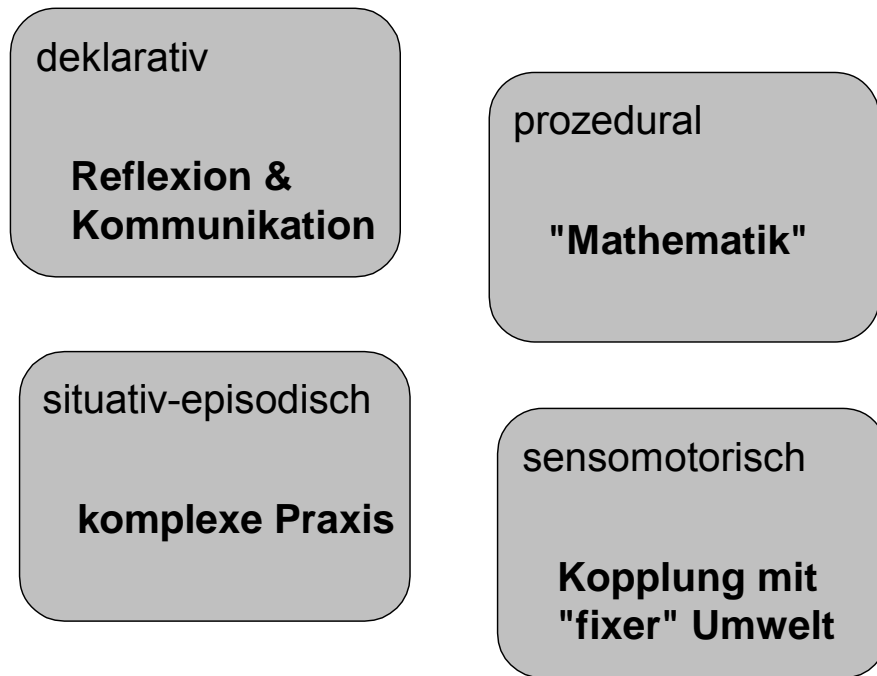 deklarativ
Reflexion &
Kommunikation
prozedural
"Mathematik"
situativ-episodisch
komplexe Praxis
sensomotorisch
Kopplung mit
"fixer" Umwelt